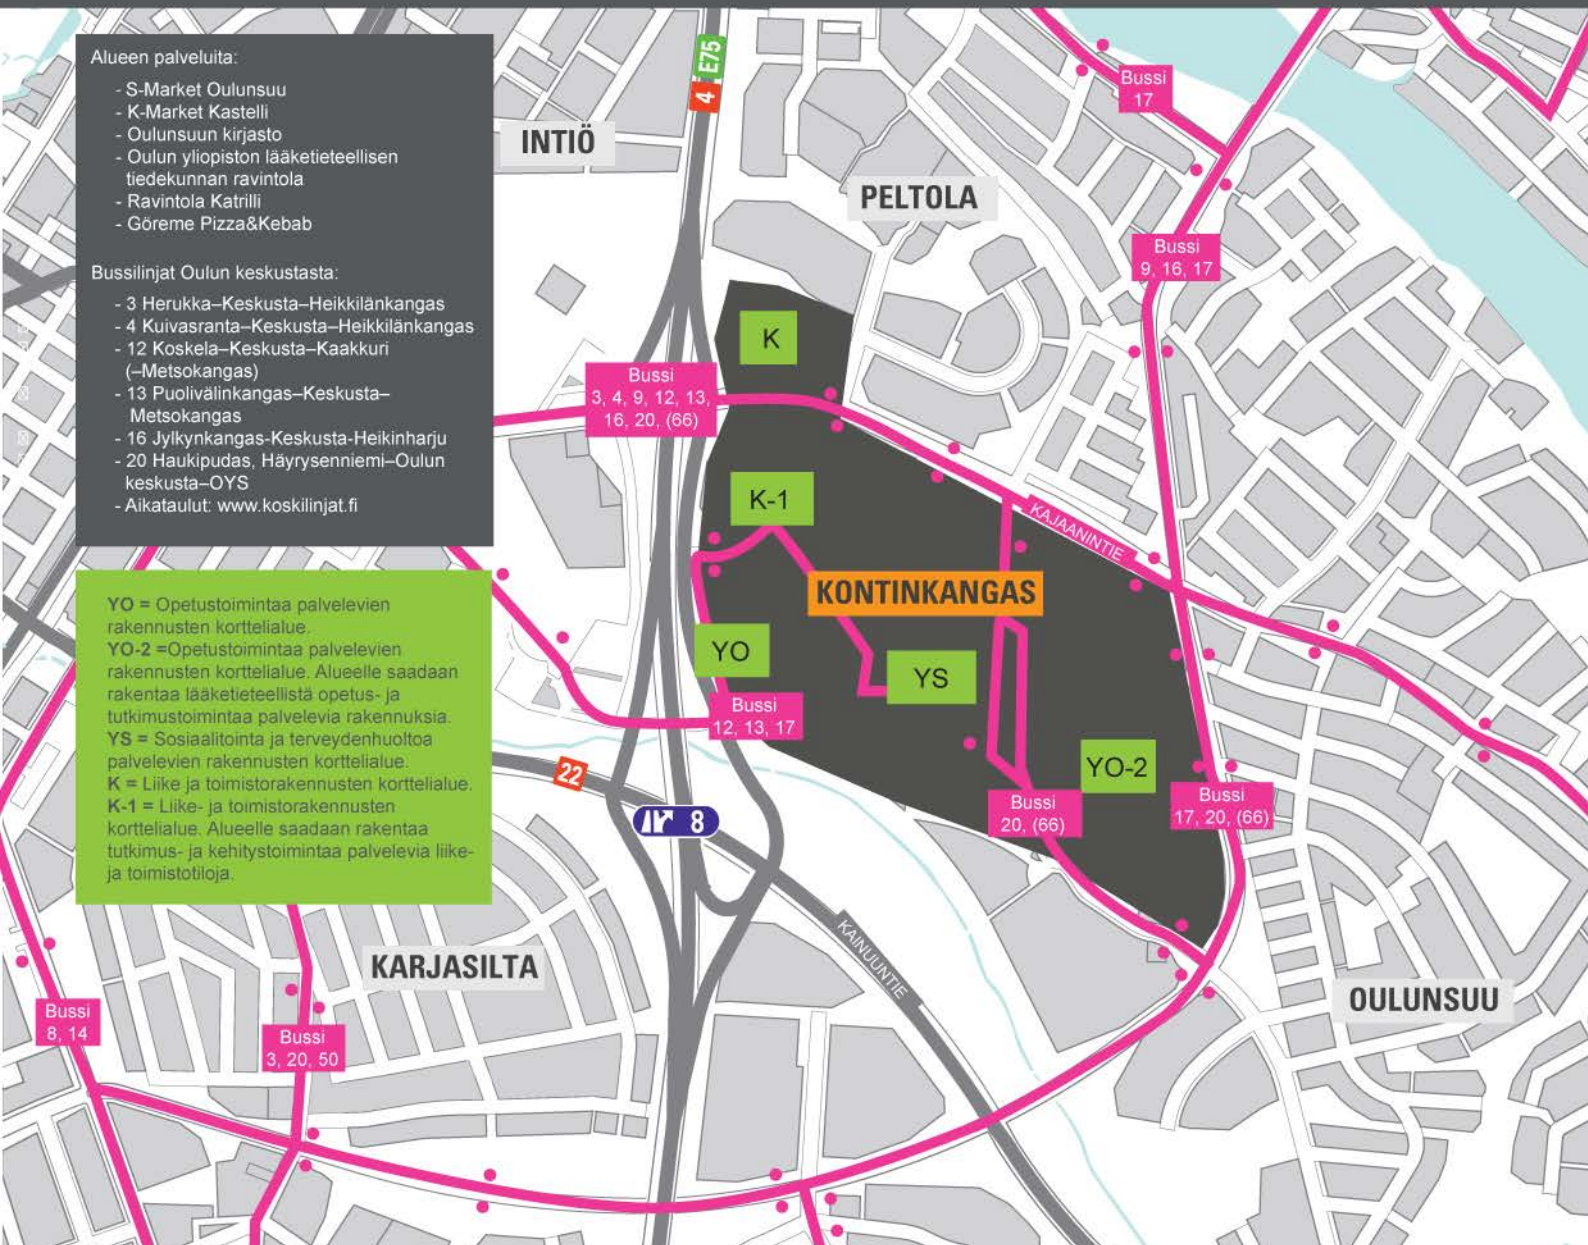 Alueen palveluita:
- S-Market Oulunsuu
- K-Market Kastelli
- Oulunsuun kirjasto
- Oulun yliopiston lääketieteellisen
tiedekunnan ravintola
- Ravintola Katrilli
- Göreme Pizza&Kebab
Bussilinjat Oulun keskustasta:
- 3 Herukka–Keskusta–Heikkilänkangas
- 4 Kuivasranta–Keskusta–Heikkilänkangas
- 12 Koskela–Keskusta–Kaakkuri
(–Metsokangas)
- 13 Puolivälinkangas–Keskusta–
Metsokangas
- 16 Jylkynkangas-Keskusta-Heikinharju
- 20 Haukipudas, Häyrysenniemi–Oulun
keskusta–OYS
- Aikataulut: www.koskilinjat.fi
YO = Opetustoimintaa palvelevien
rakennusten korttelialue.
YO-2 =Opetustoimintaa palvelevien
rakennusten korttelialue. Alueelle saadaan
rakentaa lääketieteellistä opetus- ja
tutkimustoimintaa palvelevia rakennuksia.
YS = Sosiaalitointa ja terveydenhuoltoa
palvelevien rakennusten korttelialue.
K = Liike ja toimistorakennusten korttelialue.
K-1 = Liike- ja toimistorakennusten
korttelialue. Alueelle saadaan rakentaa
tutkimus- ja kehitystoimintaa palvelevia liike-
ja toimistotiloja.
E75
4
INTIÖ
PELTOLA
Bussi
17
Bussi
9, 16, 17
K
Bussi
3, 4, 9, 12, 13,
16, 20, (66)
K-1
KAJAANINTIE
KONTINKANGAS
YO
YS
Bussi
12, 13, 17
YO-2
22
8
Bussi
20, (66)
Bussi
17, 20, (66)
KAINUUNTIE
KARJASILTA
OULUNSUU
Bussi
8, 14
Bussi
3, 20, 50